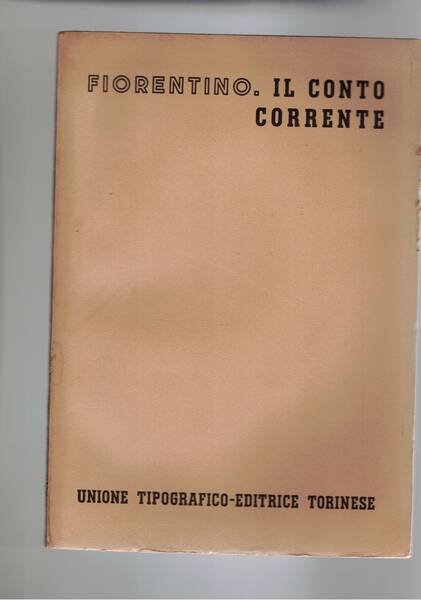 FIORENTINO. IL CONTO
CORRENTE
UNIONE TIPOGRAFICO-EDITRICE TORINESE